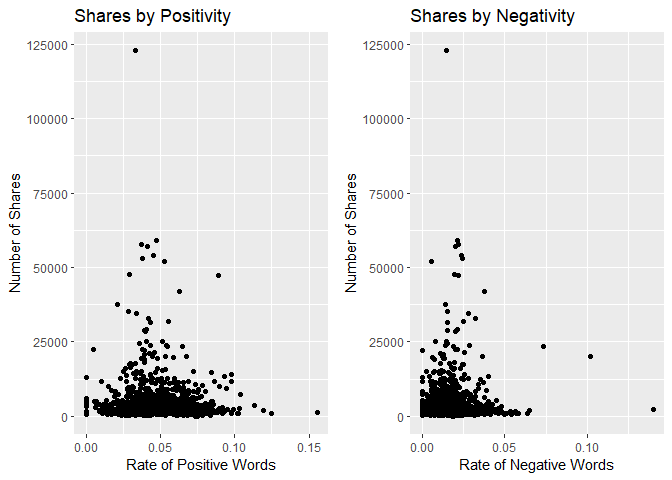 Shares by Positivity
Number of Shares
125000
100000
75000
50000
25000
0
0.00 0.05 0.10 0.15
Rate of Positive Words
Shares by Negativity
Number of Shares
125000
100000
75000
50000
25000
0
0.00 0.05 0.10
Rate of Negative Words